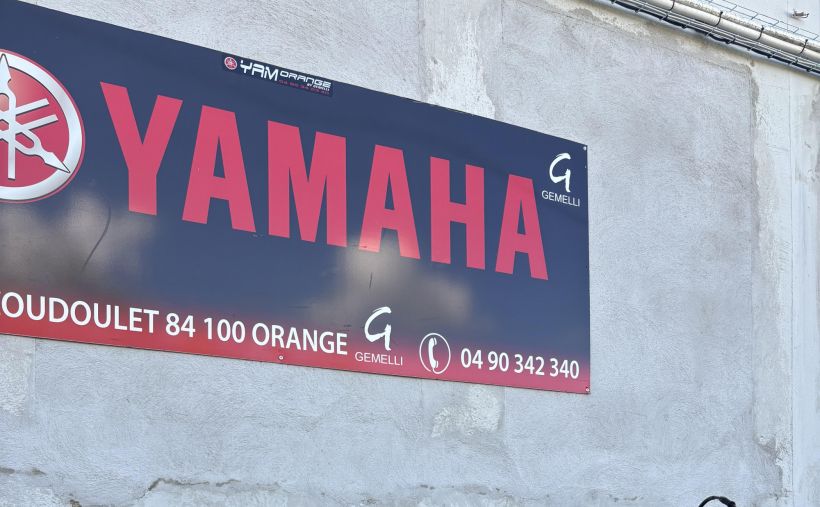 YAM ORANGE
YAMAHA
G
GEMELLI
OUDOULET 84 100 ORANGE
G
GEMELLI
04 90 342 340